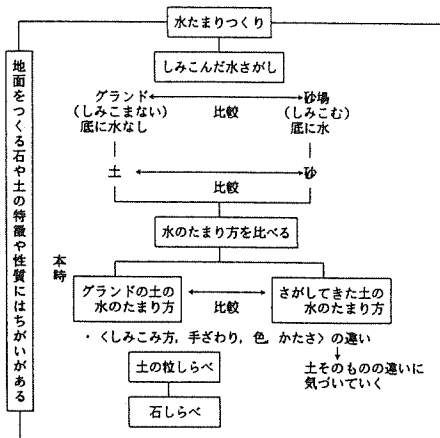 水たまりつくり
しみこんだ水さがし
グランド
(しみこまない)
底に水なし
比較
砂場
(しみこむ)
底に水
土
比較
砂
水のたまり方を比べる
本時
グランドの土の
水のたまり方
比較
さがしてきた土の
水のたまり方
・〈しみこみ方,手ざわり,色,かたさ〉の違い
土の粒しらべ
土そのものの違いに
気づいていく
石しらべ
地面をつくる石や土の特徴や性質にはちがいがある